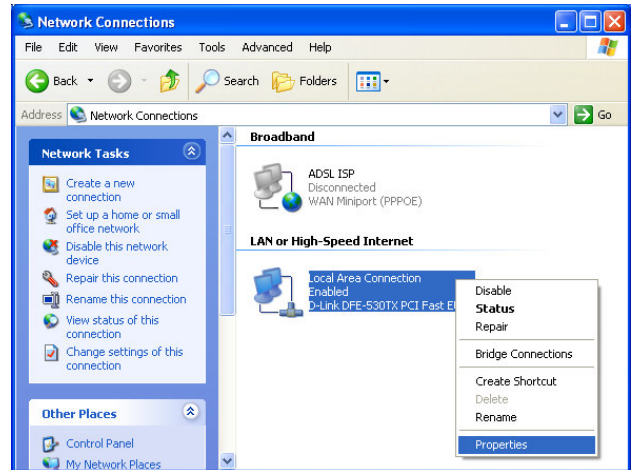 Network Connections
File Edit View Favorites Tools Advanced Help
Back Search Folders
Address Network Connections Go
Network Tasks
Create a new
connection
Set up a home or small
office network
Disable this network
device
Repair this connection
Rename this connection
View status of this
connection
Change settings of this
connection
Other Places
Control Panel
My Network Places
Broadband
ADSL ISP
Disconnected
WAN Miniport (PPPOE)
LAN or High-Speed Internet
Local Area Connection
Enabled
D-Link DFE-530TX PCI Fast
Disable
Status
Repair
Bridge Connections
Create Shortcut
Delete
Rename
Properties